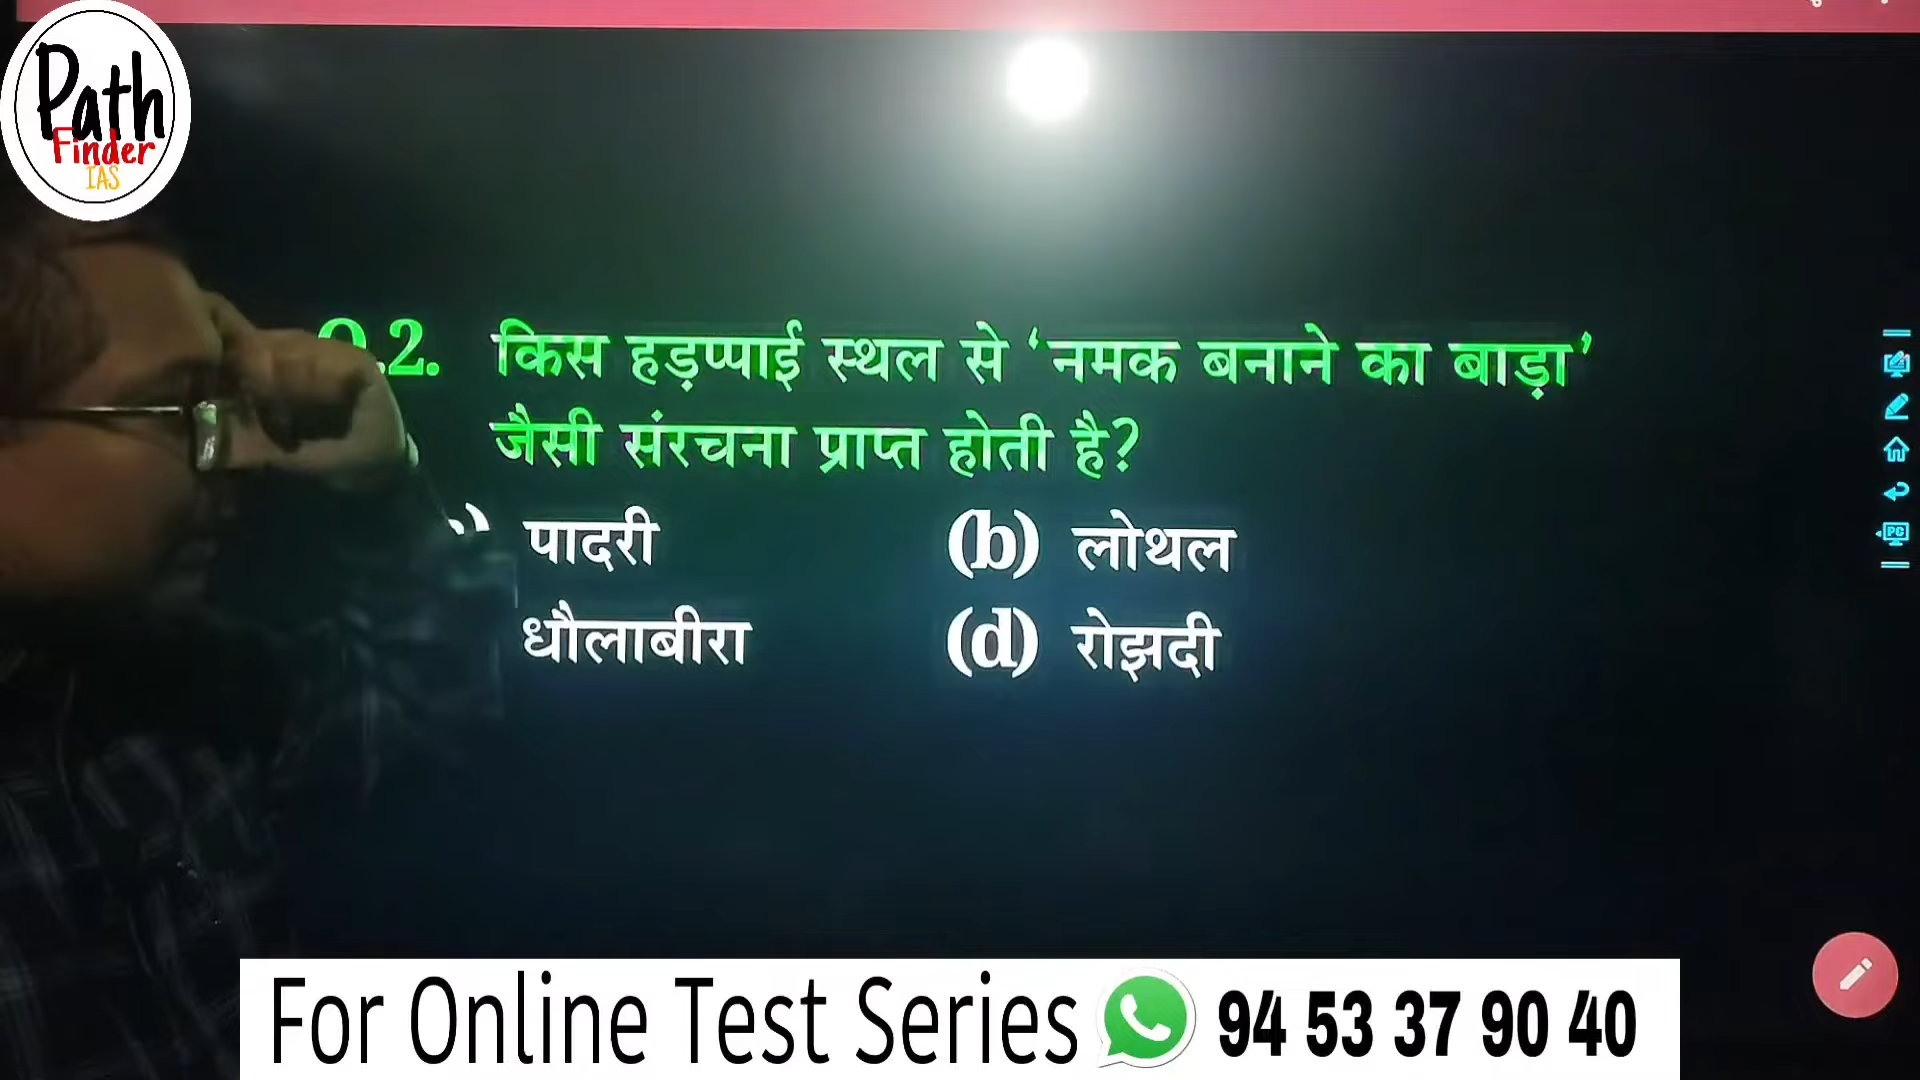 Path
Finder
IAS
Q.2. किस हड़प्पाई स्थल से ‘नमक बनाने का बाड़ा’
जैसी संरचना प्राप्त होती है?
पादरी (b) लोथल
धौलाबीरा (d) रोझदी
PC
For Online Test Series 94 53 37 90 40